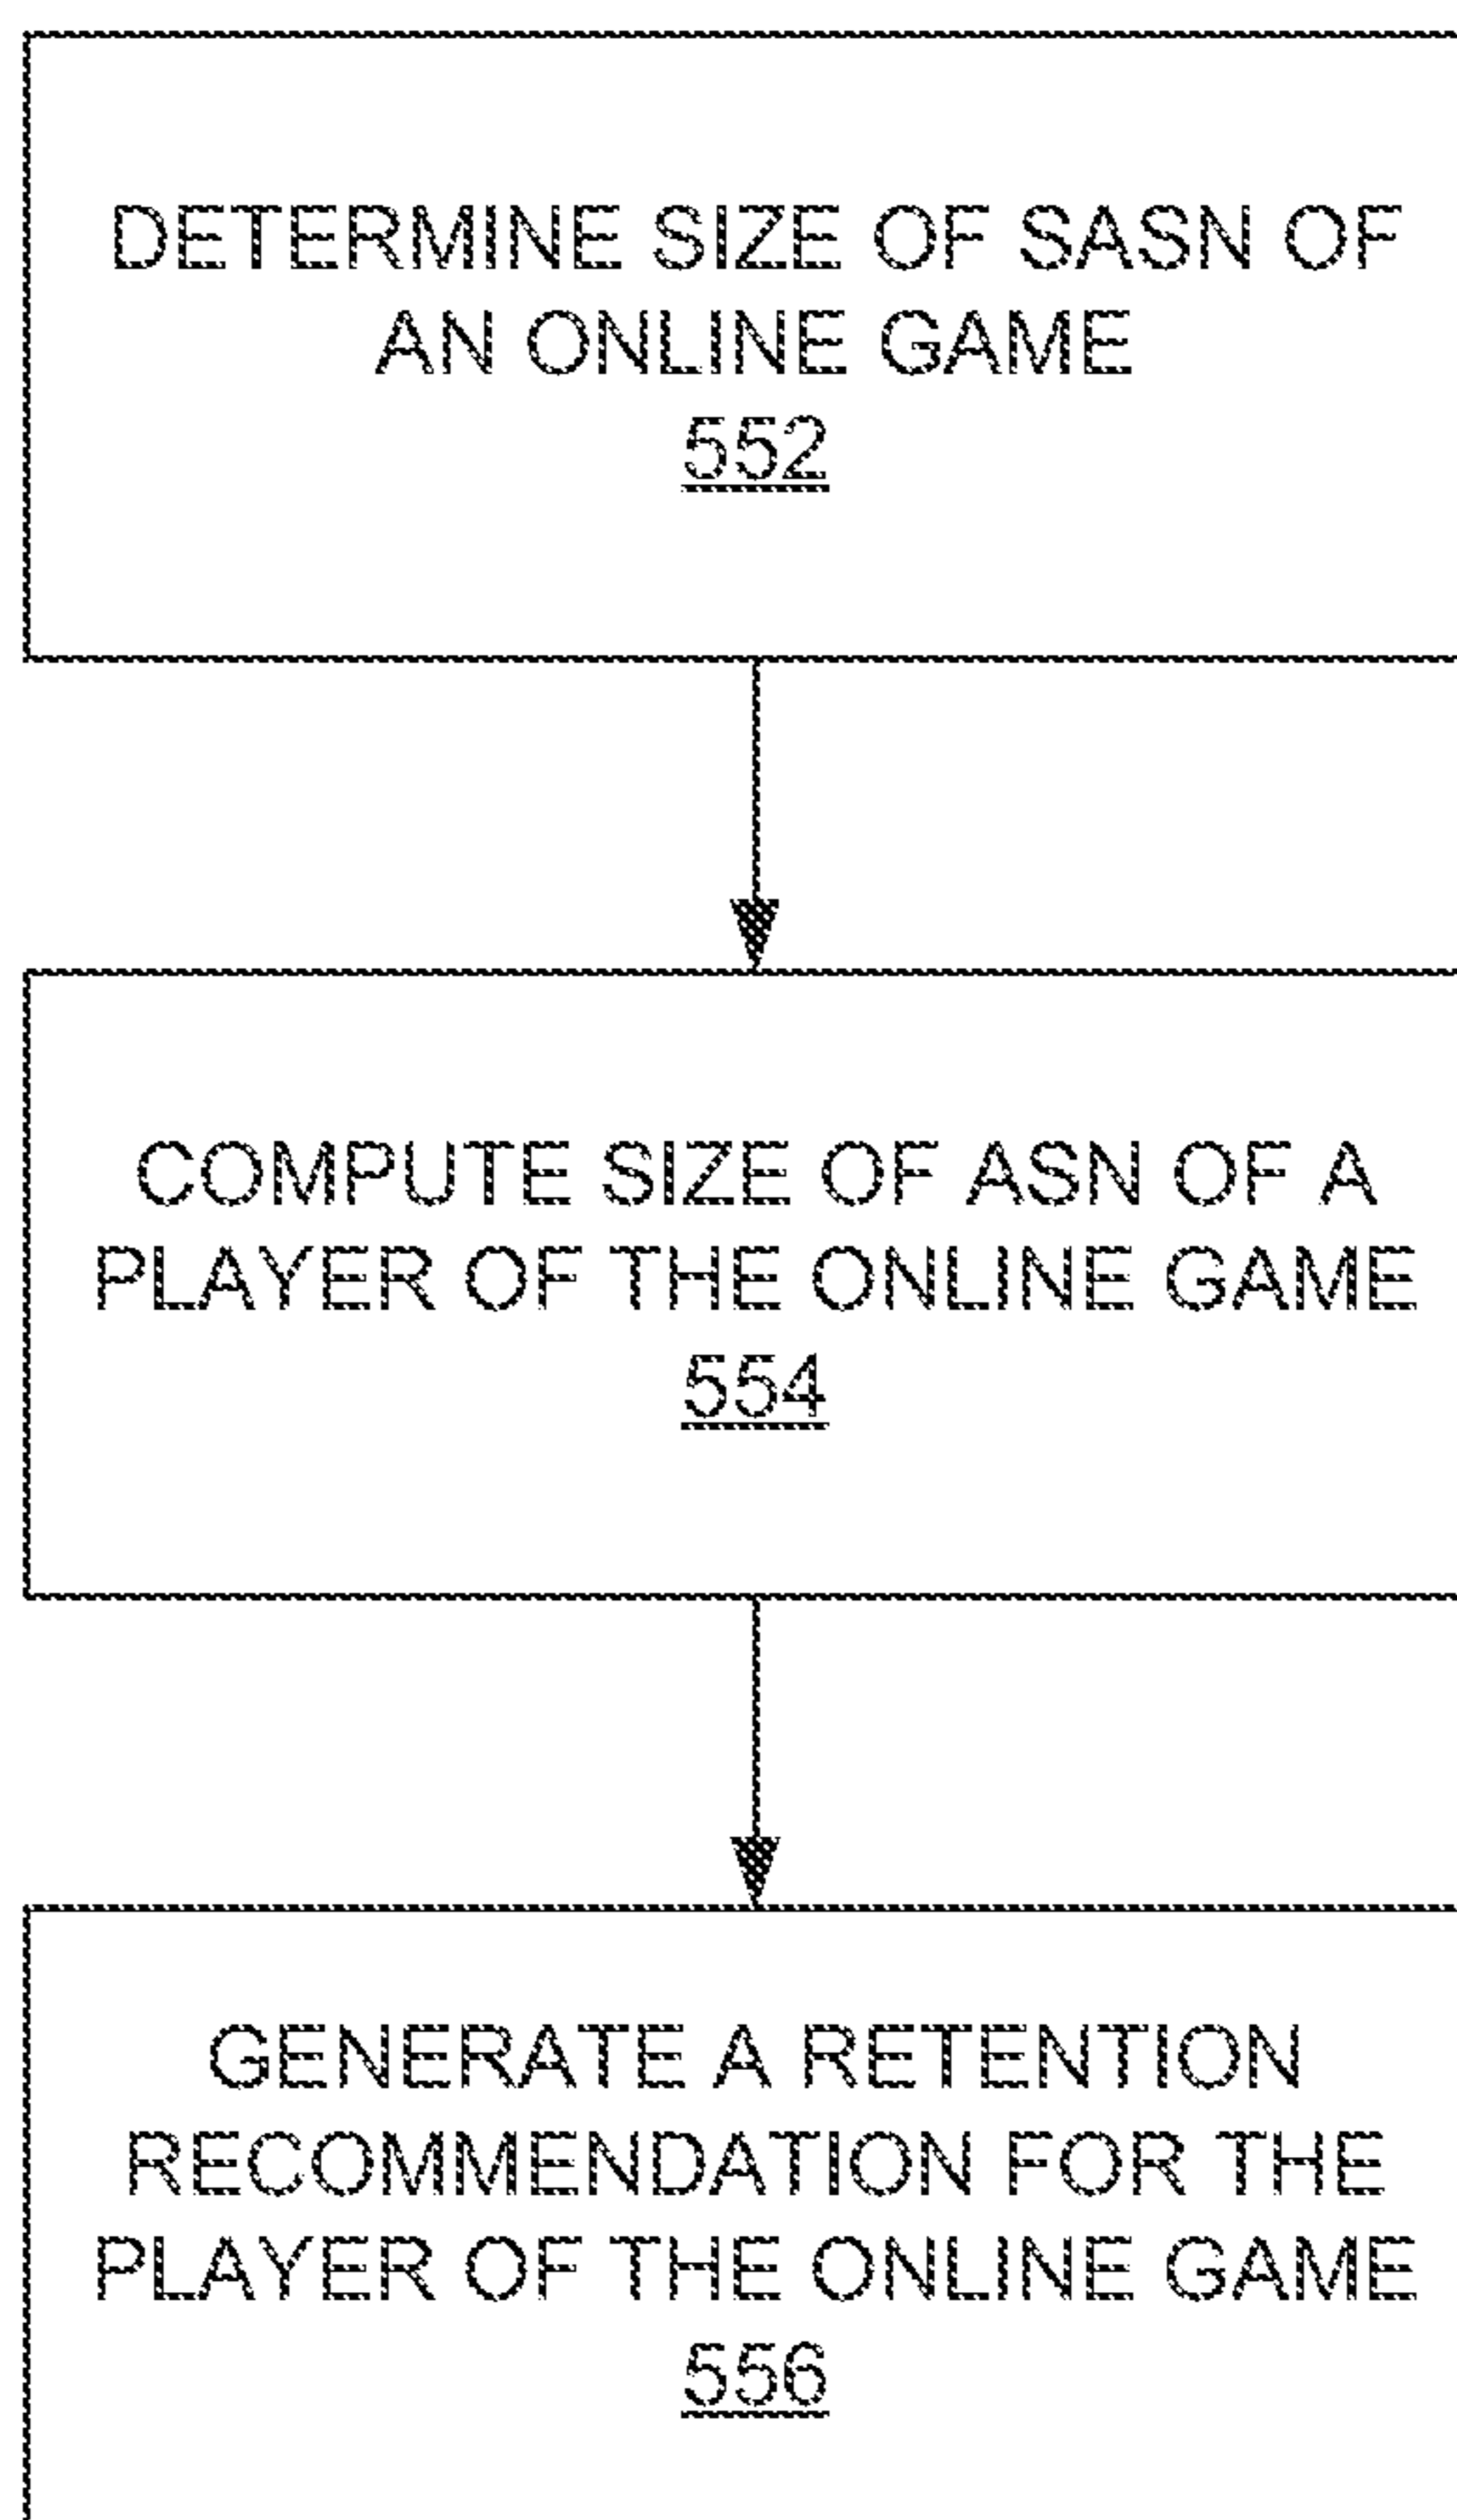 DETERMINE SIZE OF SASN OF
AN ONLINE GAME
552
COMPUTE SIZE OF ASN OF A
PLAYER OF THE ONLINE GAME
554
GENERATE A RETENTION
RECOMMENDATION FOR THE
PLAYER OF THE ONLINE GAME
556